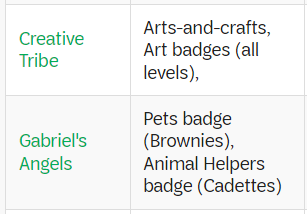 Creative
Tribe
Arts-and-crafts,
Art badges (all
levels),
Gabriel's
Angels
Pets badge
(Brownies),
Animal Helpers
badge (Cadettes)